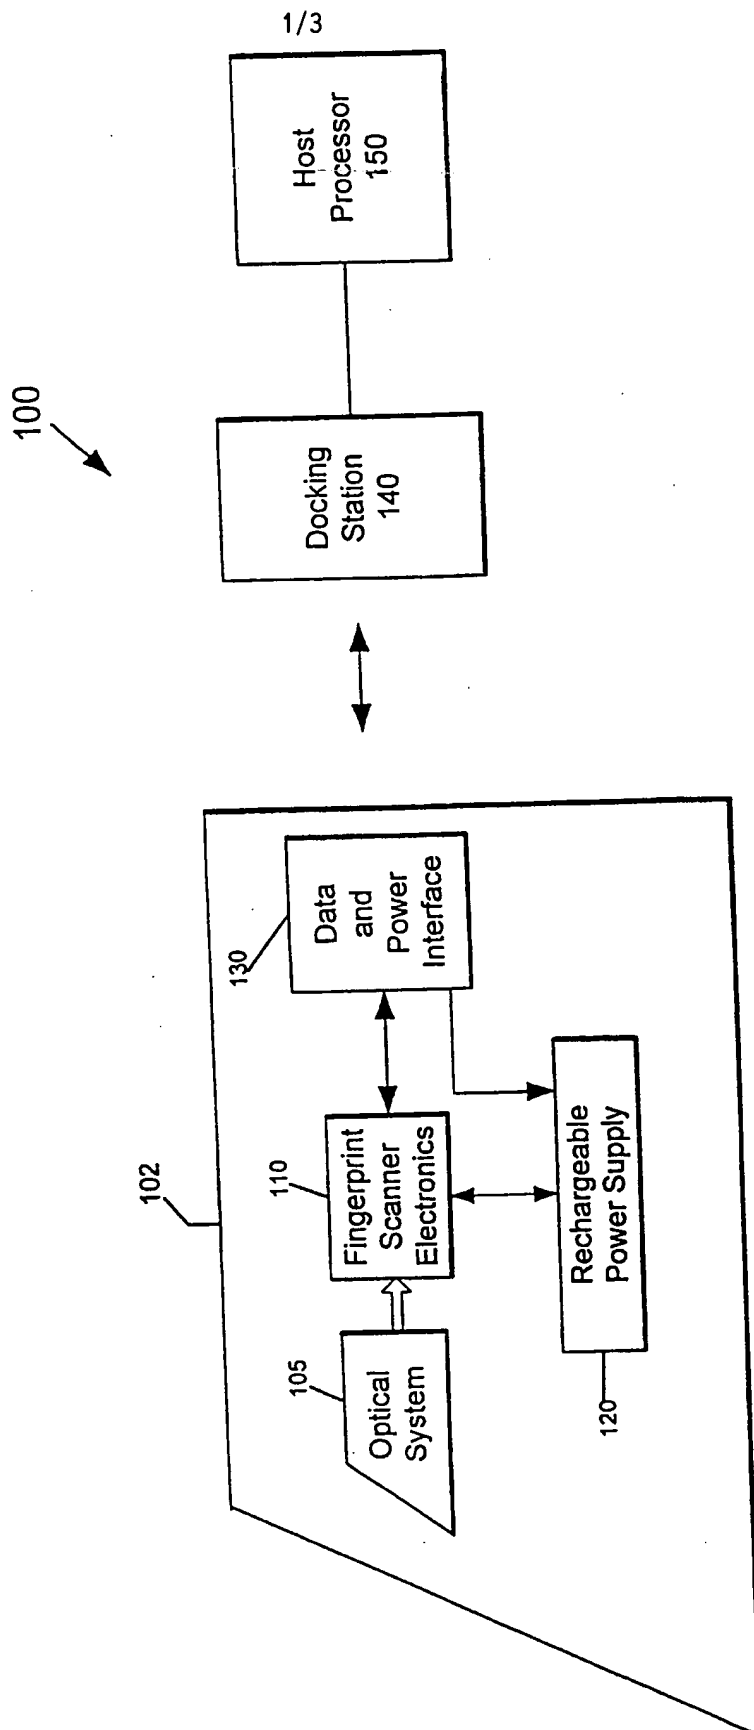 1/3
100
102
105
Optical
System
110
Fingerprint
Scanner
Electronics
130
Data
and
Power
Interface
120
Rechargeable
Power Supply
Docking
Station
140
Host
Processor
150